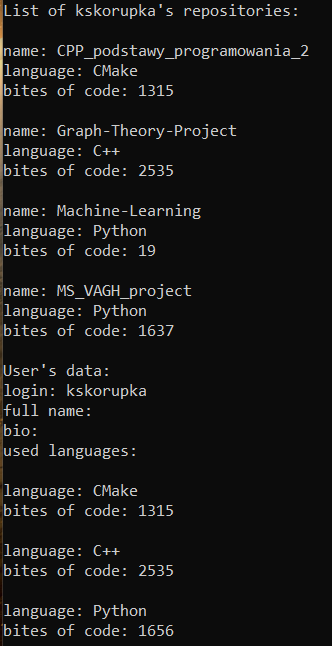 List of kskorupka's repositories:
name: CPP_podstawy_programowania_2
language: CMake
bites of code: 1315
name: Graph-Theory-Project
language: C++
bites of code: 2535
name: Machine-Learning
language: Python
bites of code: 19
name: MS_VAGH_project
language: Python
bites of code: 1637
User's data:
login: kskorupka
full name:
bio:
used languages:
language: CMake
bites of code: 1315
language: C++
bites of code: 2535
language: Python
bites of code: 1656